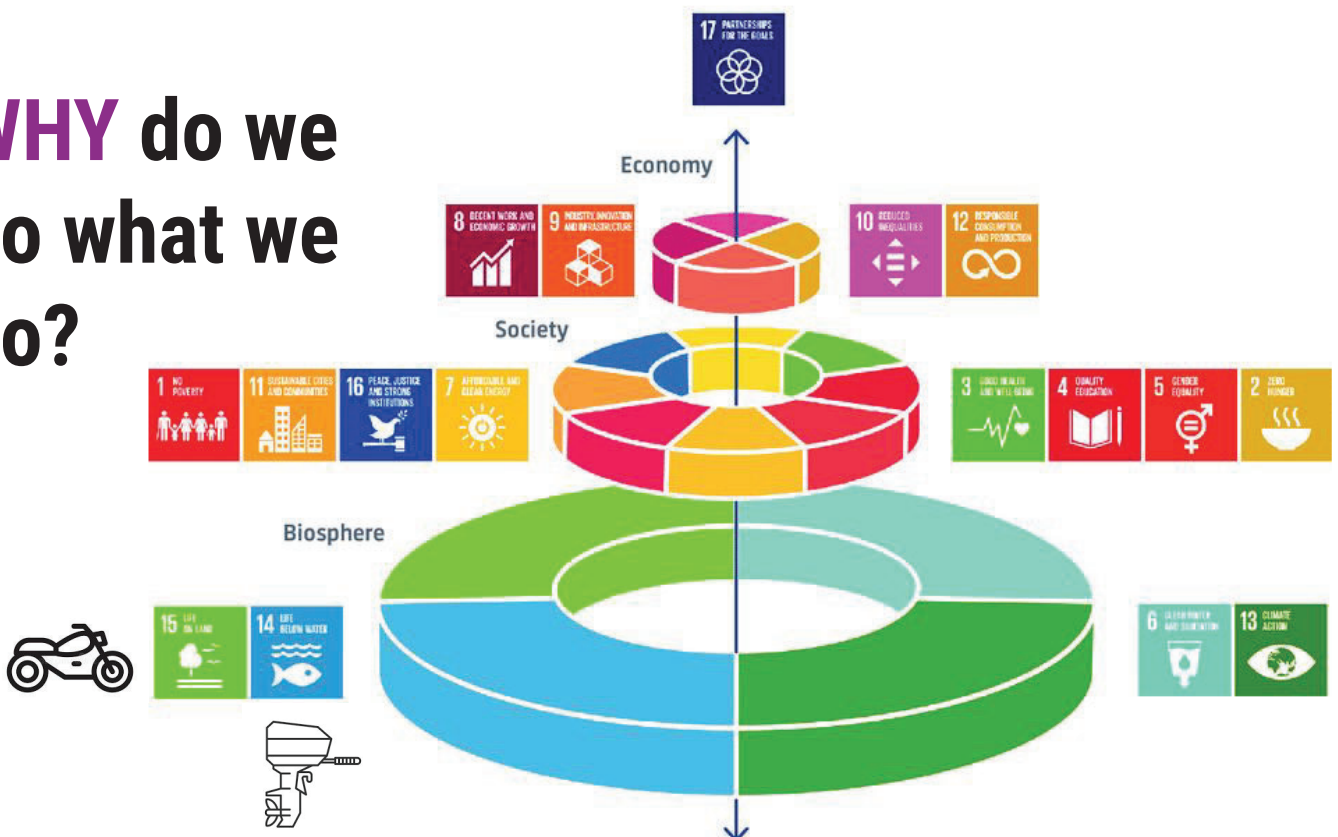 WHY do we
o what we
o?
17 PARTNERSHIPS
FOR THE GOALS
Economy
8 DECENT WORK AND
ECONOMIC GROWTH
9 INDUSTRY, INNOVATION
AND INFRASTRUCTURE
10 REDUCED
INEQUALITIES
12 RESPONSIBLE
CONSUMPTION
AND PRODUCTION
Society
1 NO
POVERTY
11 SUSTAINABLE CITIES
AND COMMUNITIES
16 PEACE, JUSTICE
AND STRONG
INSTITUTIONS
7 AFFORDABLE AND
CLEAN ENERGY
3 GOOD HEALTH
AND WELL-BEING
4 QUALITY
EDUCATION
5 GENDER
EQUALITY
2 ZERO
HUNGER
Biosphere
15 LIFE
ON LAND
14 LIFE
BELOW WATER
6 CLEAN WATER
AND SANITATION
13 CLIMATE
ACTION